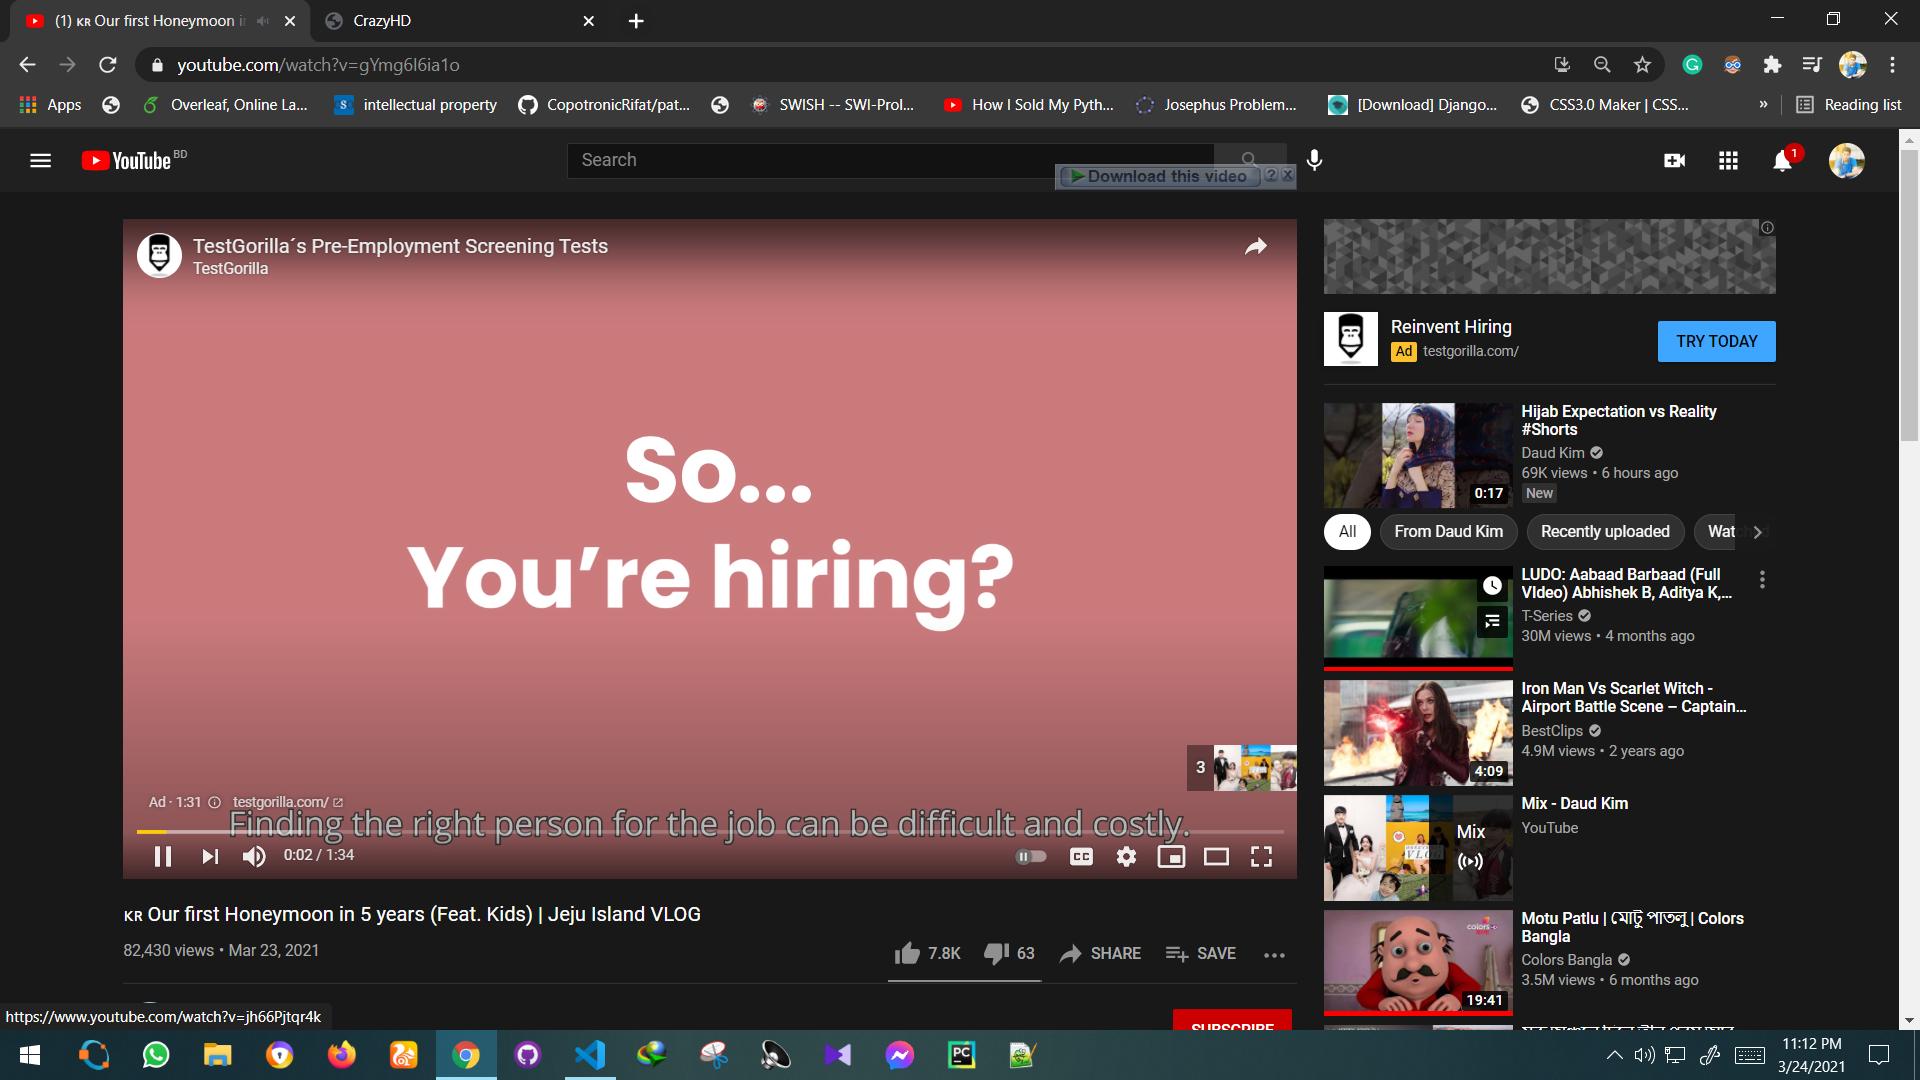 (1) ĸʀ Our first Honeymoon i
CrazyHD
youtube.com/watch?v=gYmg6I6ia1o
Apps
Overleaf, Online La...
intellectual property
CopotronicRifat/pat...
SWISH -- SWI-Prol...
How I Sold My Pyth...
Josephus Problem...
[Download] Django...
CSS3.0 Maker | CSS...
»
Reading list
YouTube BD
Search
Download this video
1
TestGorilla´s Pre-Employment Screening Tests
TestGorilla
So...
You're hiring?
3
Ad · 1:31
testgorilla.com/
Finding the right person for the job can be difficult and costly.
0:02 / 1:34
CC
ĸʀ Our first Honeymoon in 5 years (Feat. Kids) | Jeju Island VLOG
82,430 views • Mar 23, 2021
7.8K
63
SHARE
SAVE
SUBSCRIBE
Reinvent Hiring
Ad testgorilla.com/
TRY TODAY
Hijab Expectation vs Reality
#Shorts
Daud Kim
69K views • 6 hours ago
New
0:17
All
From Daud Kim
Recently uploaded
LUDO: Aabaad Barbaad (Full
VIdeo) Abhishek B, Aditya K,...
T-Series
30M views • 4 months ago
Iron Man Vs Scarlet Witch -
Airport Battle Scene – Captain...
BestClips
4.9M views • 2 years ago
4:09
Mix - Daud Kim
YouTube
Mix
Motu Patlu | মোটু পাতলু | Colors
Bangla
Colors Bangla
3.5M views • 6 months ago
19:41
https://www.youtube.com/watch?v=jh66Pjtqr4k
PC
11:12 PM
3/24/2021